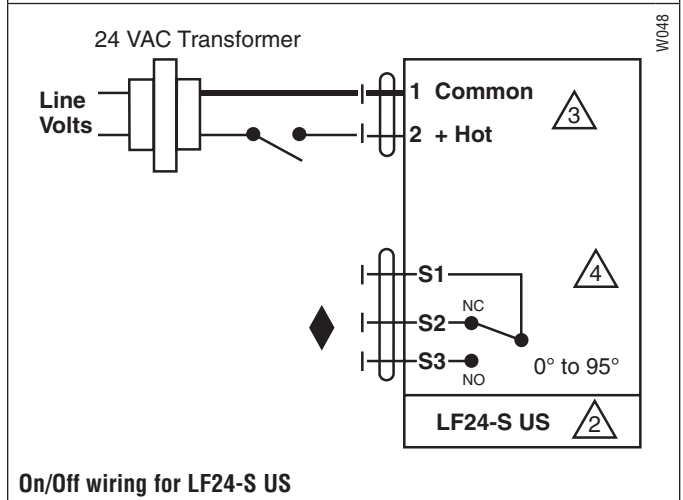 W048
24 VAC Transformer
Line
Volts
1 Common
2 + Hot
3
S1
4
S2
NC
S3
NO
0° to 95°
LF24-S US
2
On/Off wiring for LF24-S US